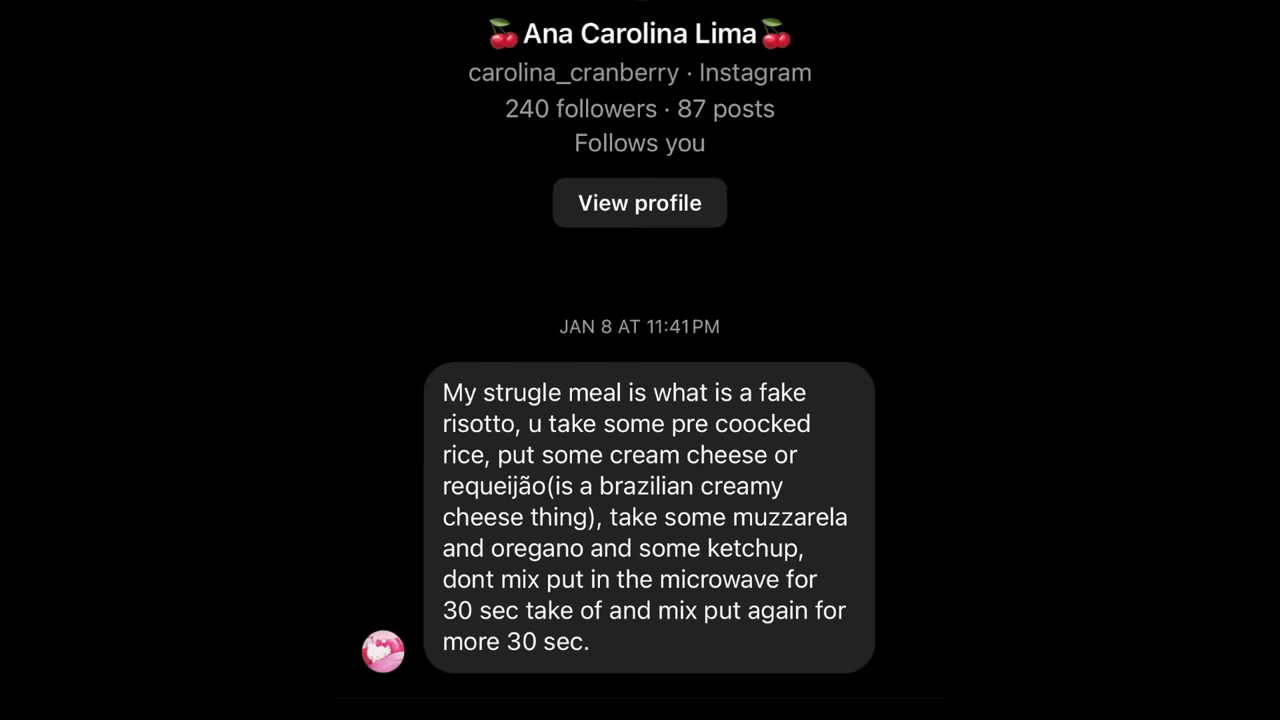 🍒Ana Carolina Lima🍒
carolina_cranberry · Instagram
240 followers · 87 posts
Follows you
View profile
JAN 8 AT 11:41 PM
My strugle meal is what is a fake
risotto, u take some pre coocked
rice, put some cream cheese or
requeijão(is a brazilian creamy
cheese thing), take some muzzarela
and oregano and some ketchup,
dont mix put in the microwave for
30 sec take of and mix put again for
more 30 sec.